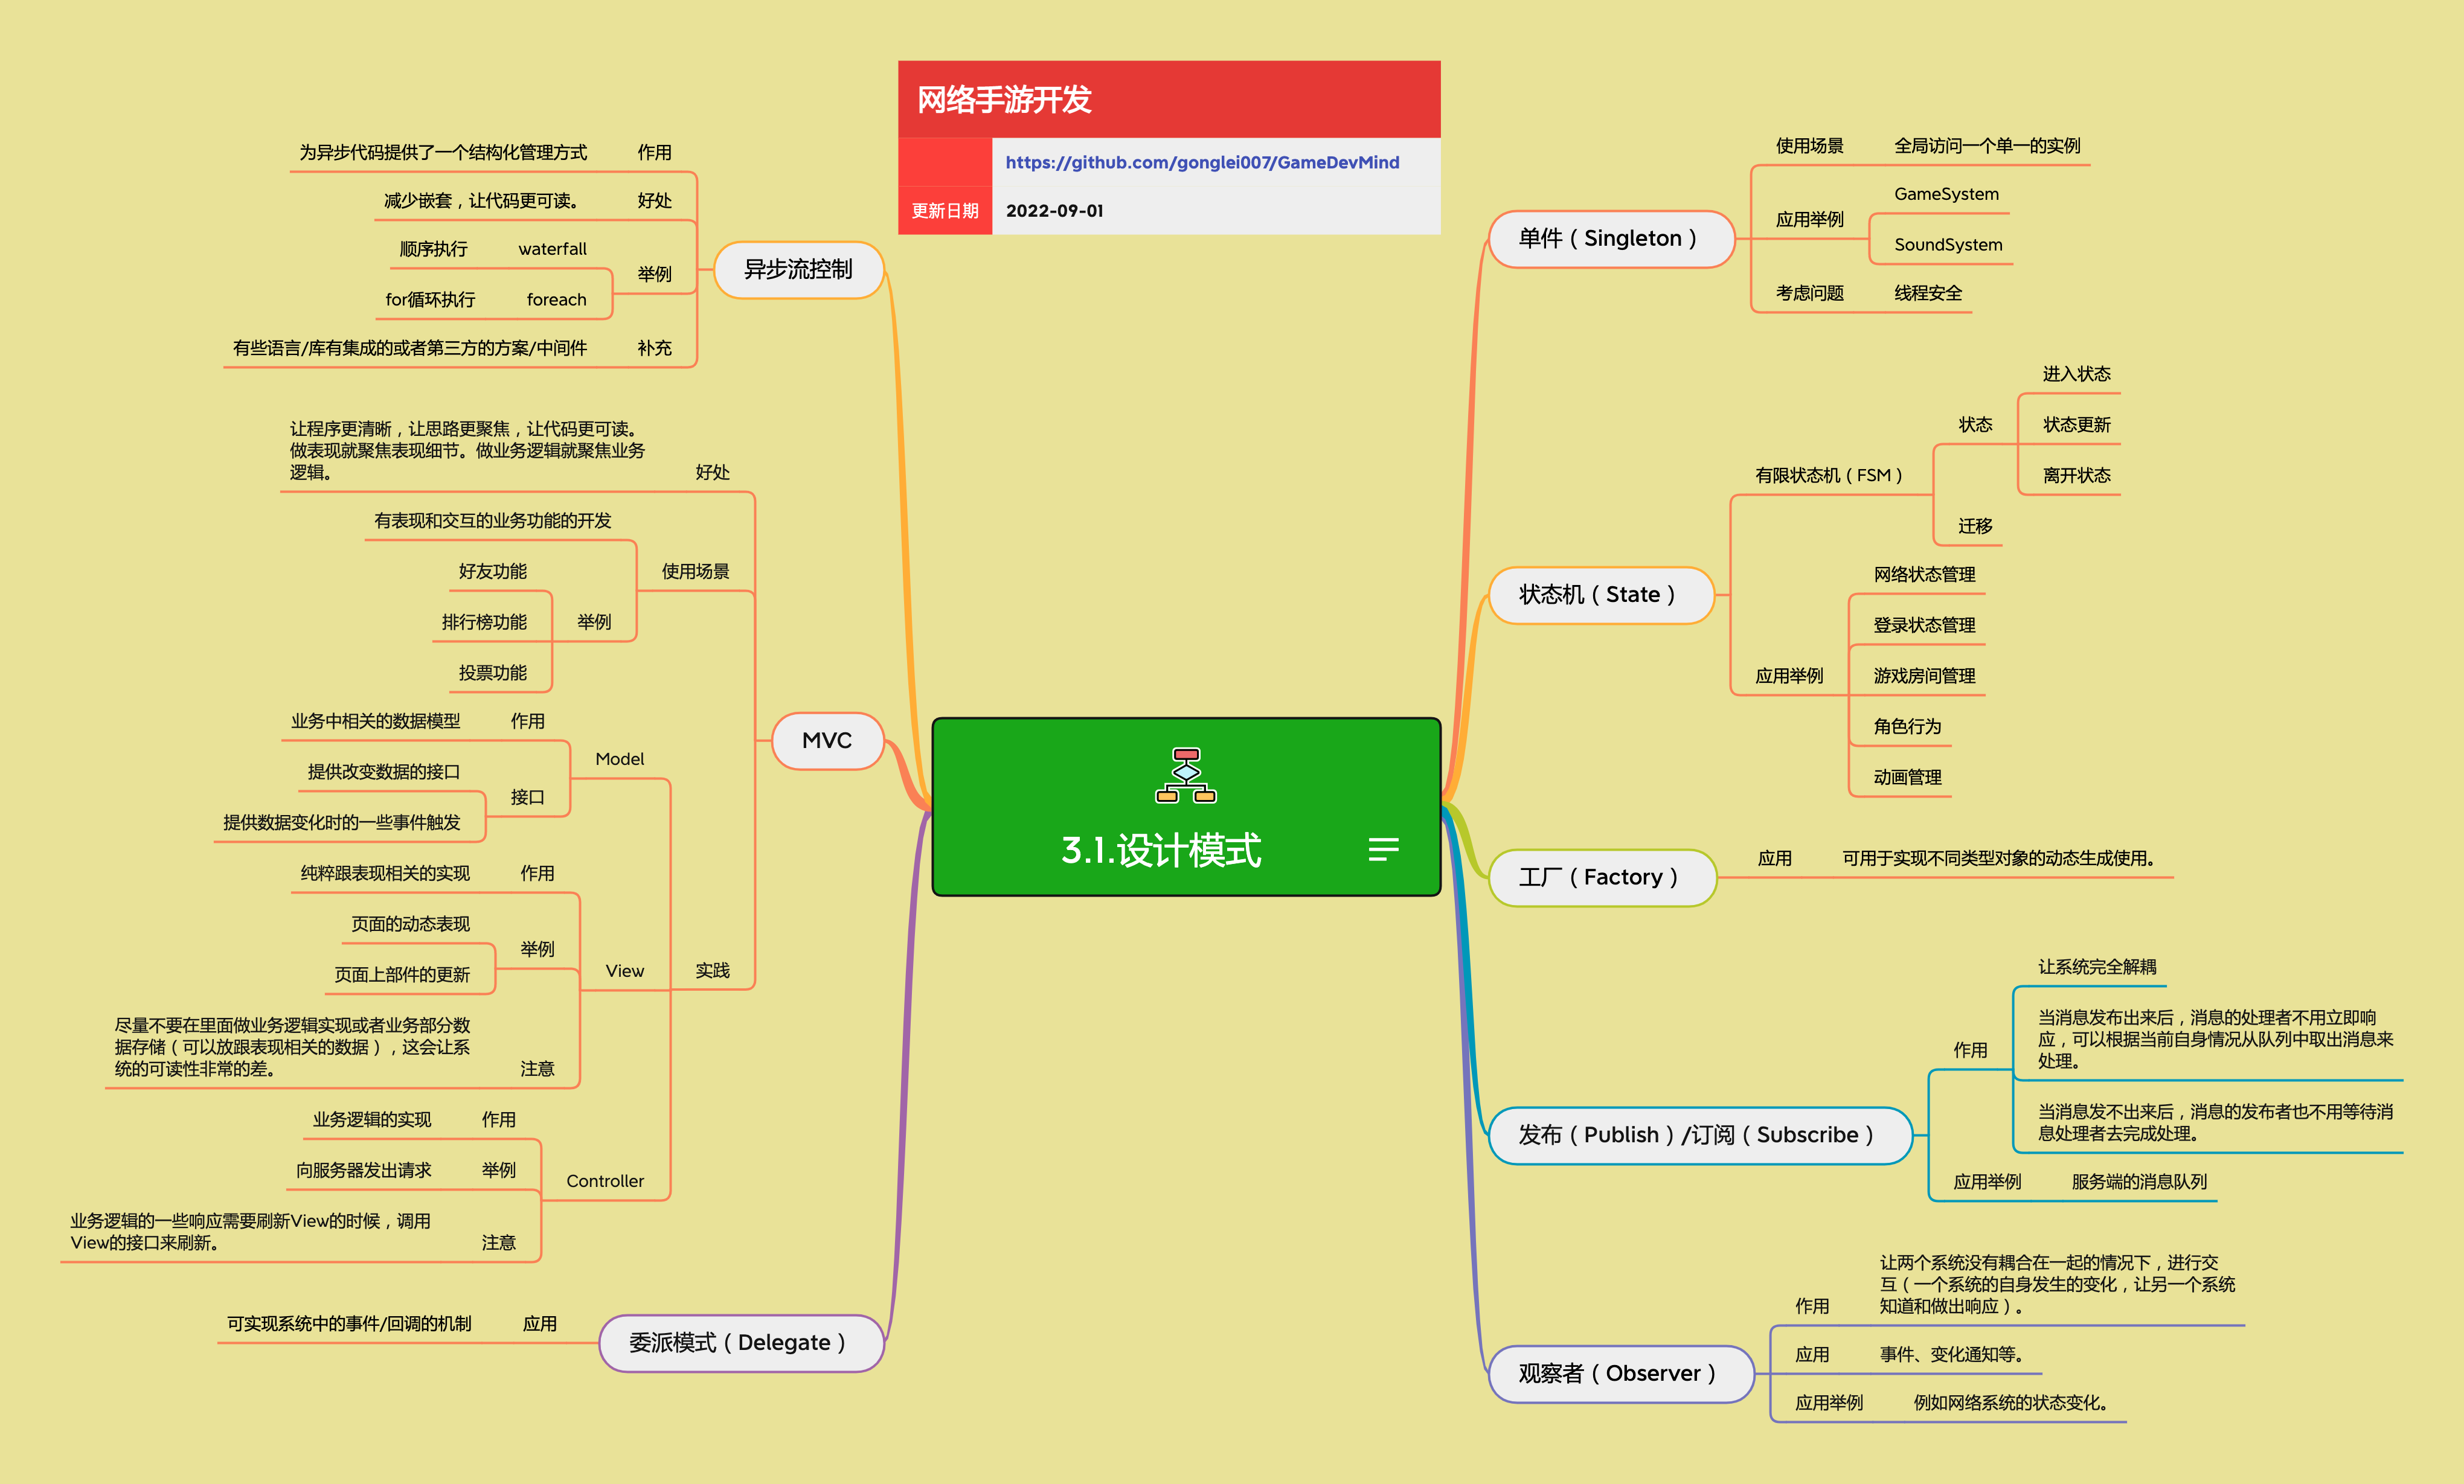 网络手游开发
https://github.com/gonglei007/GameDevMind
更新日期
2022-09-01
3.1.设计模式
单件（Singleton）
使用场景
全局访问一个单一的实例
应用举例
GameSystem
SoundSystem
考虑问题
线程安全
状态机（State）
有限状态机（FSM）
状态
进入状态
状态更新
离开状态
迁移
应用举例
网络状态管理
登录状态管理
游戏房间管理
角色行为
动画管理
工厂（Factory）
应用
可用于实现不同类型对象的动态生成使用。
发布（Publish）/订阅（Subscribe）
作用
让系统完全解耦
当消息发布出来后，消息的处理者不用立即响
应，可以根据当前自身情况从队列中取出消息来
处理。
当消息发不出来后，消息的发布者也不用等待消
息处理者去完成处理。
应用举例
服务端的消息队列
观察者（Observer）
作用
让两个系统没有耦合在一起的情况下，进行交
互（一个系统的自身发生的变化，让另一个系统
知道和做出响应）。
应用
事件、变化通知等。
应用举例
例如网络系统的状态变化。
异步流控制
作用
为异步代码提供了一个结构化管理方式
好处
减少嵌套，让代码更可读。
举例
waterfall
顺序执行
foreach
for循环执行
补充
有些语言/库有集成的或者第三方的方案/中间件
MVC
好处
让程序更清晰，让思路更聚焦，让代码更可读。
做表现就聚焦表现细节。做业务逻辑就聚焦业务
逻辑。
使用场景
有表现和交互的业务功能的开发
举例
好友功能
排行榜功能
投票功能
实践
Model
作用
业务中相关的数据模型
接口
提供改变数据的接口
提供数据变化时的一些事件触发
View
作用
纯粹跟表现相关的实现
举例
页面的动态表现
页面上部件的更新
注意
尽量不要在里面做业务逻辑实现或者业务部分数
据存储（可以放跟表现相关的数据），这会让系
统的可读性非常的差。
Controller
作用
业务逻辑的实现
举例
向服务器发出请求
注意
业务逻辑的一些响应需要刷新View的时候，调用
View的接口来刷新。
委派模式（Delegate）
应用
可实现系统中的事件/回调的机制